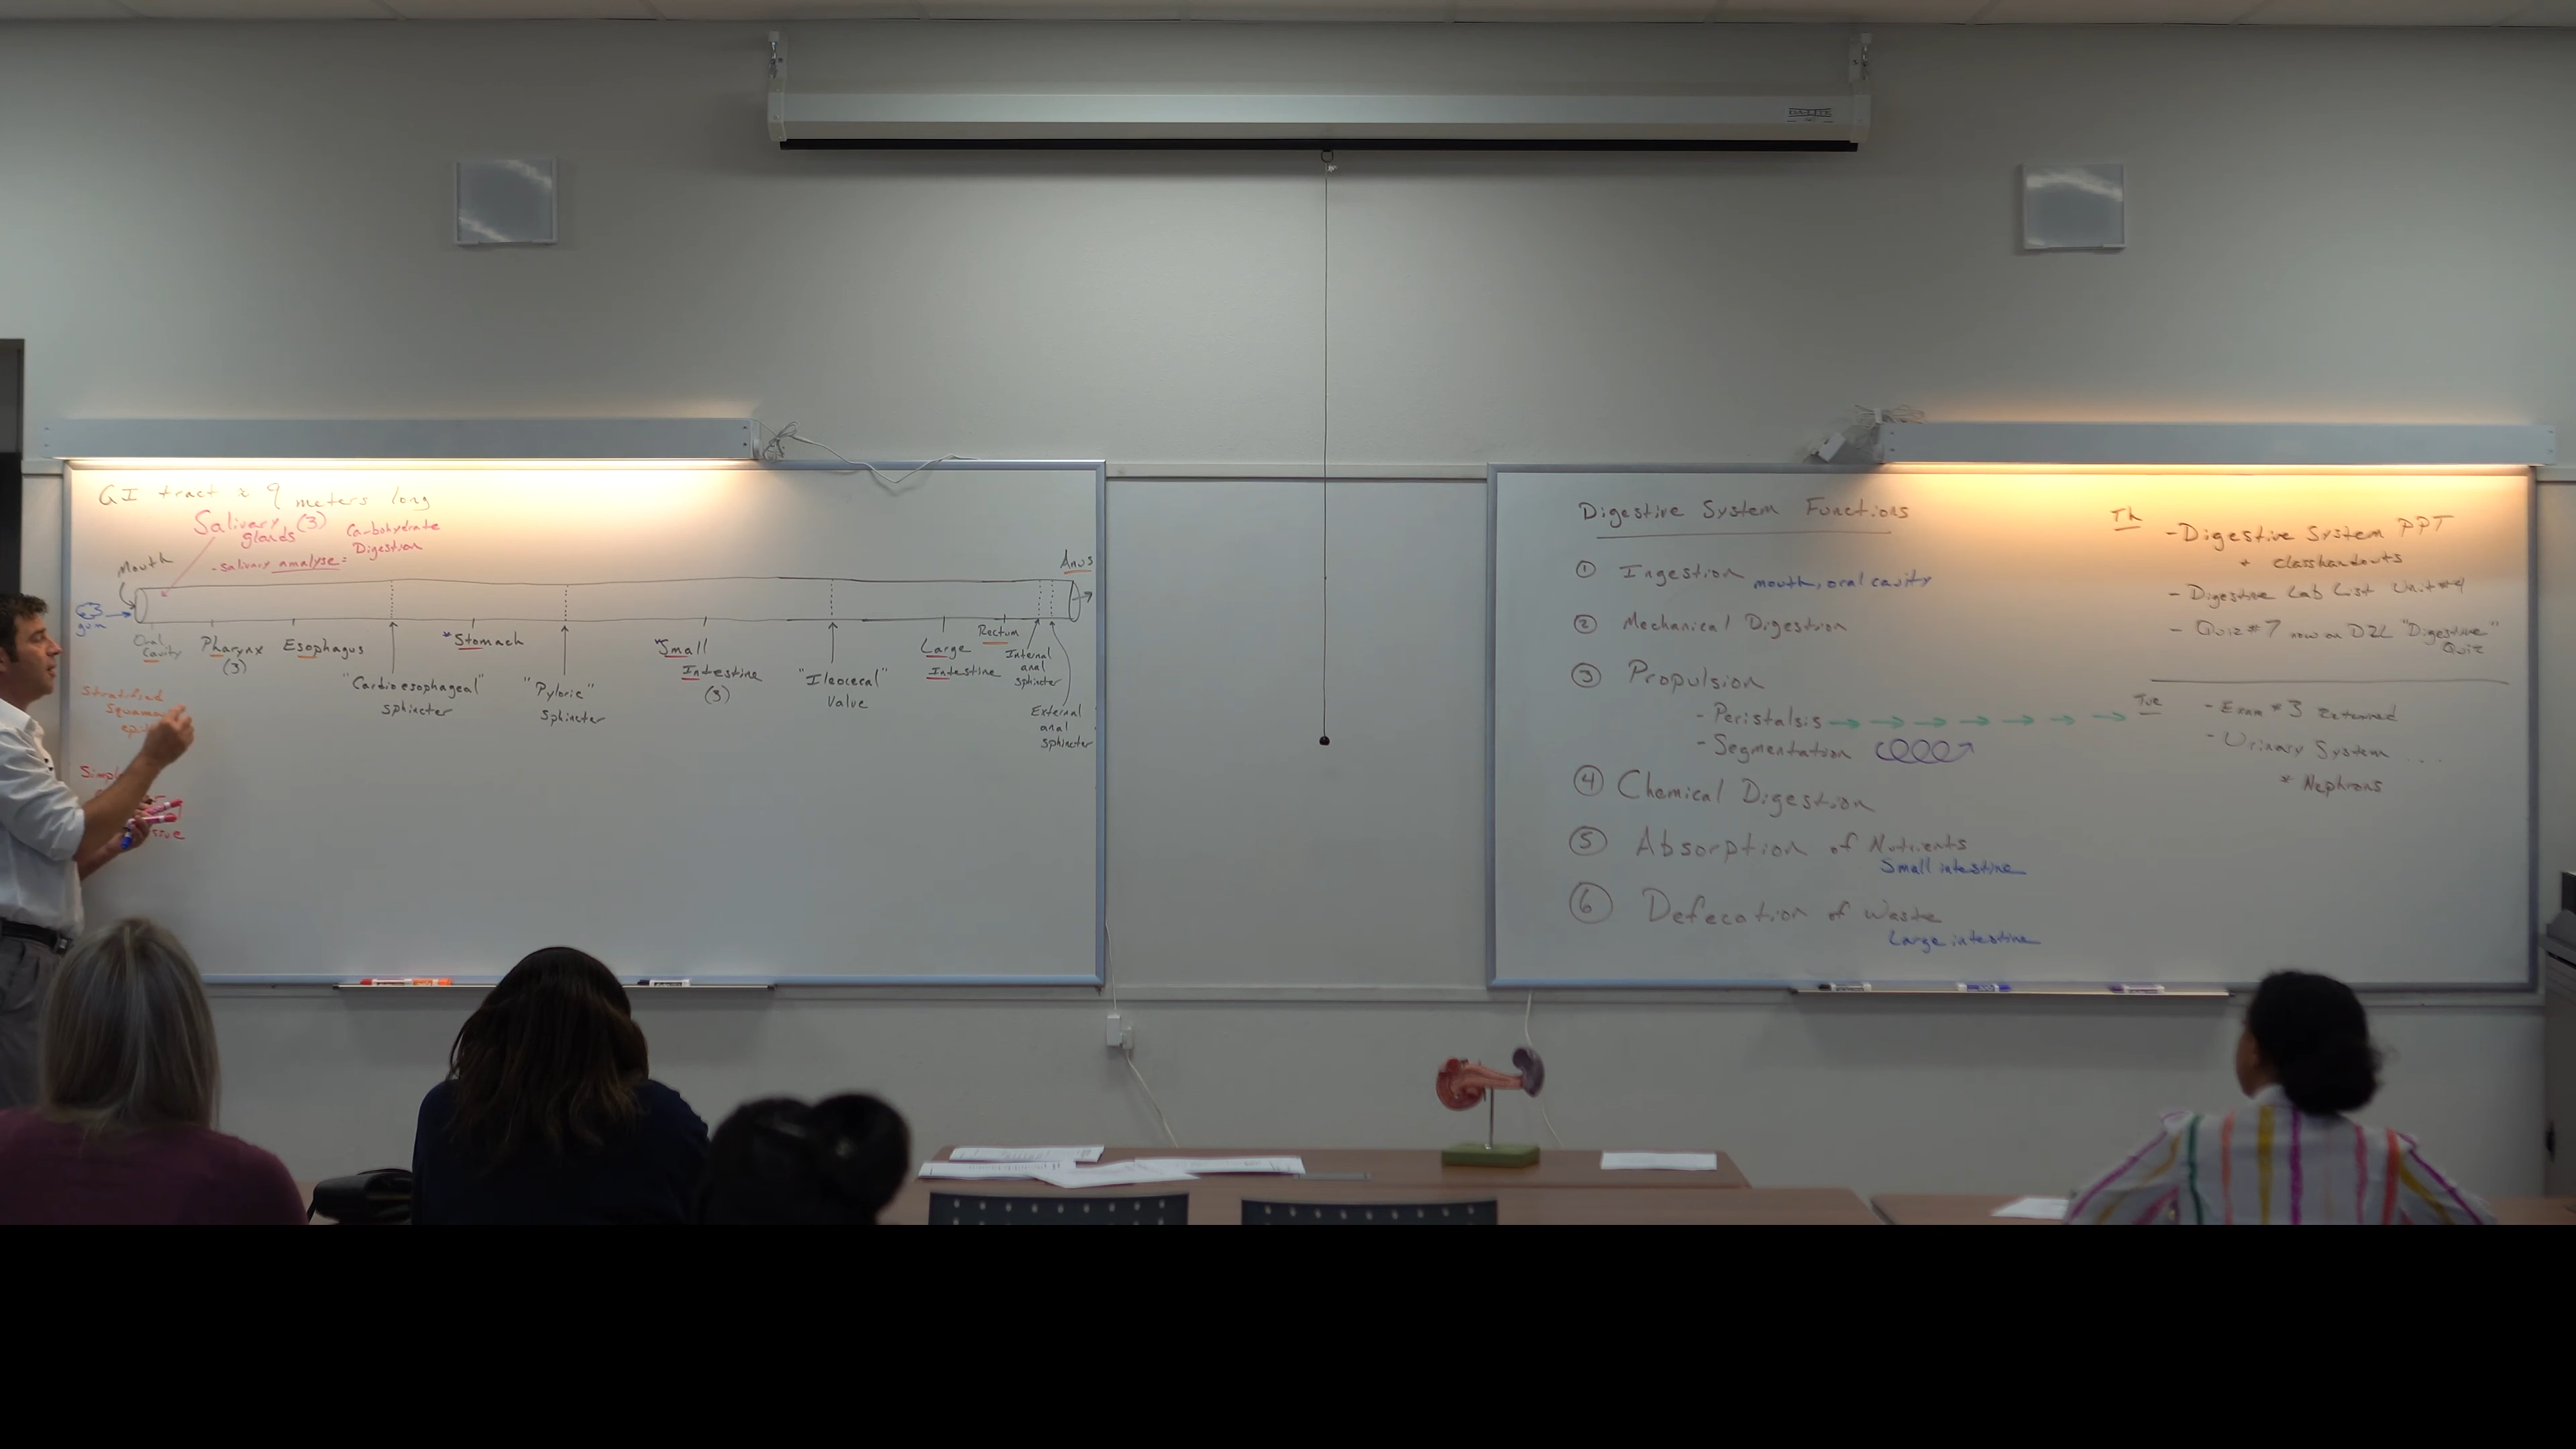 GI tract ≈ 9 meters long
Salivary (3)
glands
Carbohydrate
Digestion
- salivary amalyse =
Mouth
Anus
gum
Oral
Cavity
Pharynx
(3)
Esophagus
"Cardioesophageal"
sphincter
*Stomach
"Pyloric"
sphincter
*Small
Intestine
(3)
"Ileocecal"
Valve
Large
Intestine
Rectum
Internal
anal
sphincter
External
anal
sphincter
Stratified
Digestive System Functions
① Ingestion mouth, oral cavity
② Mechanical Digestion
③ Propulsion
- Peristalsis → → → → → → →
- Segmentation
④ Chemical Digestion
⑤ Absorption of Nutrients
Small intestine
⑥ Defecation of Waste
Large intestine
Th
- Digestive System PPT
+ classhandouts
- Digestive Lab List Unit #4
- Quiz #7 now on D2L "Digestive"
Quiz
Tue
- Exam #3 Returned
- Urinary System ...
* Nephrons